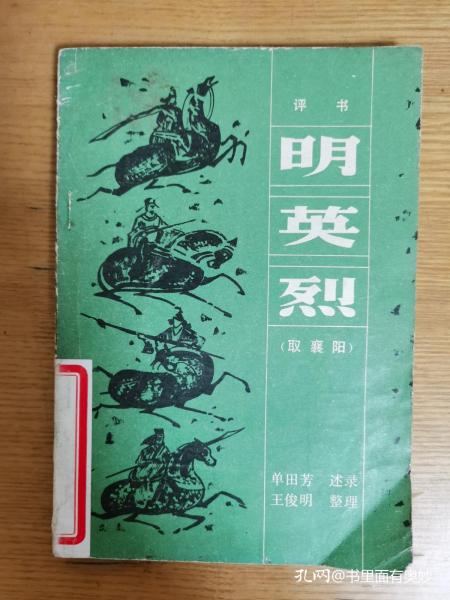 评书
明
英
烈
（取襄阳）
单田芳 述录
王俊明 整理
孔网@书里面有奥妙